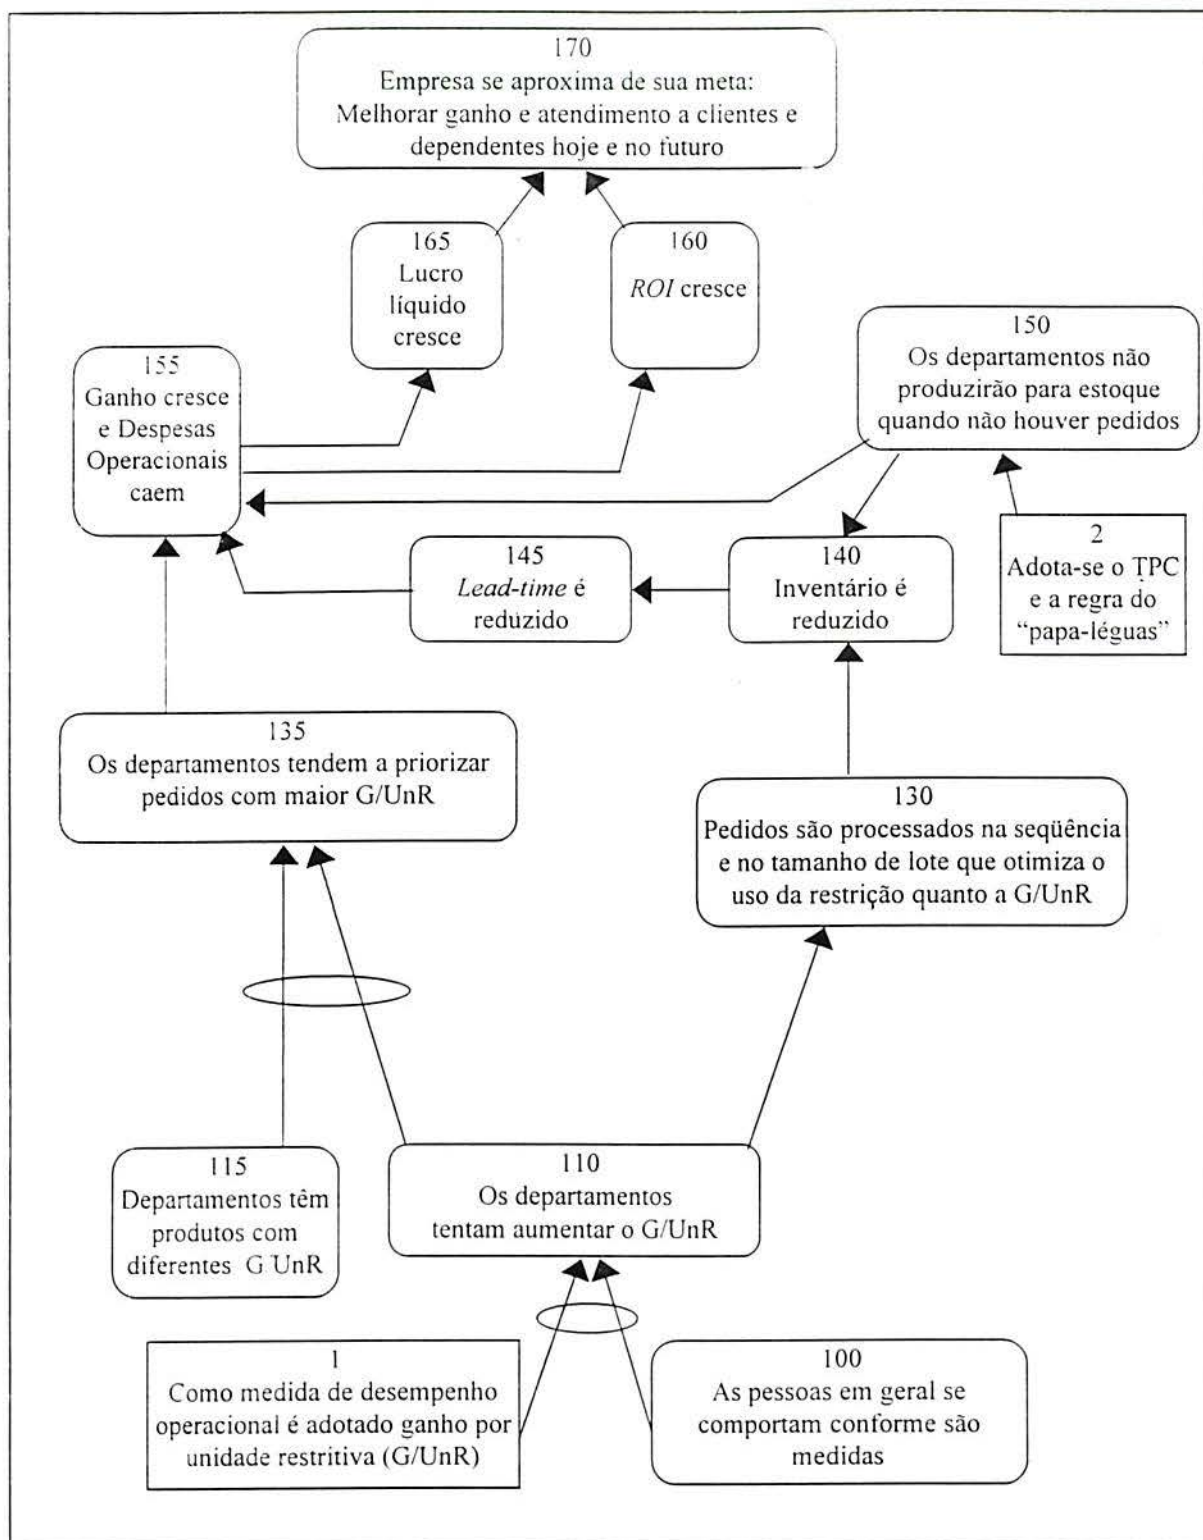 170
Empresa se aproxima de sua meta:
Melhorar ganho e atendimento a clientes e
dependentes hoje e no futuro
165
Lucro
líquido
cresce
160
ROI cresce
150
Os departamentos não
produzirão para estoque
quando não houver pedidos
155
Ganho cresce
e Despesas
Operacionais
caem
2
Adota-se o TPC
e a regra do
“papa-léguas”
145
Lead-time é
reduzido
140
Inventário é
reduzido
135
Os departamentos tendem a priorizar
pedidos com maior G/UnR
130
Pedidos são processados na seqüência
e no tamanho de lote que otimiza o
uso da restrição quanto a G/UnR
115
Departamentos têm
produtos com
diferentes G UnR
110
Os departamentos
tentam aumentar o G/UnR
1
Como medida de desempenho
operacional é adotado ganho por
unidade restritiva (G/UnR)
100
As pessoas em geral se
comportam conforme são
medidas